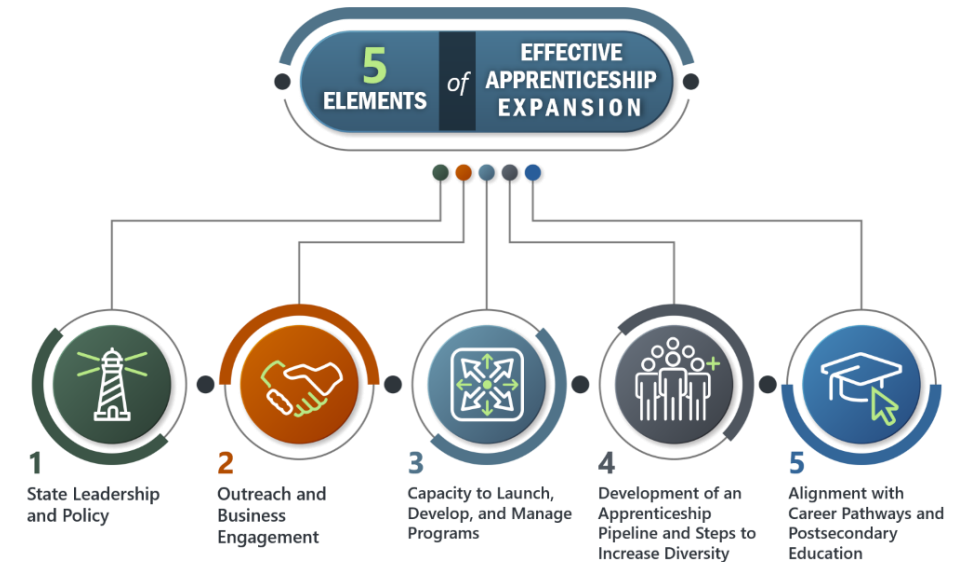 5
ELEMENTS
of
EFFECTIVE
APPRENTICESHIP
EXPANSION
1
State Leadership
and Policy
2
Outreach and
Business
Engagement
3
Capacity to Launch,
Develop, and Manage
Programs
4
Development of an
Apprenticeship
Pipeline and Steps to
Increase Diversity
5
Alignment with
Career Pathways and
Postsecondary
Education